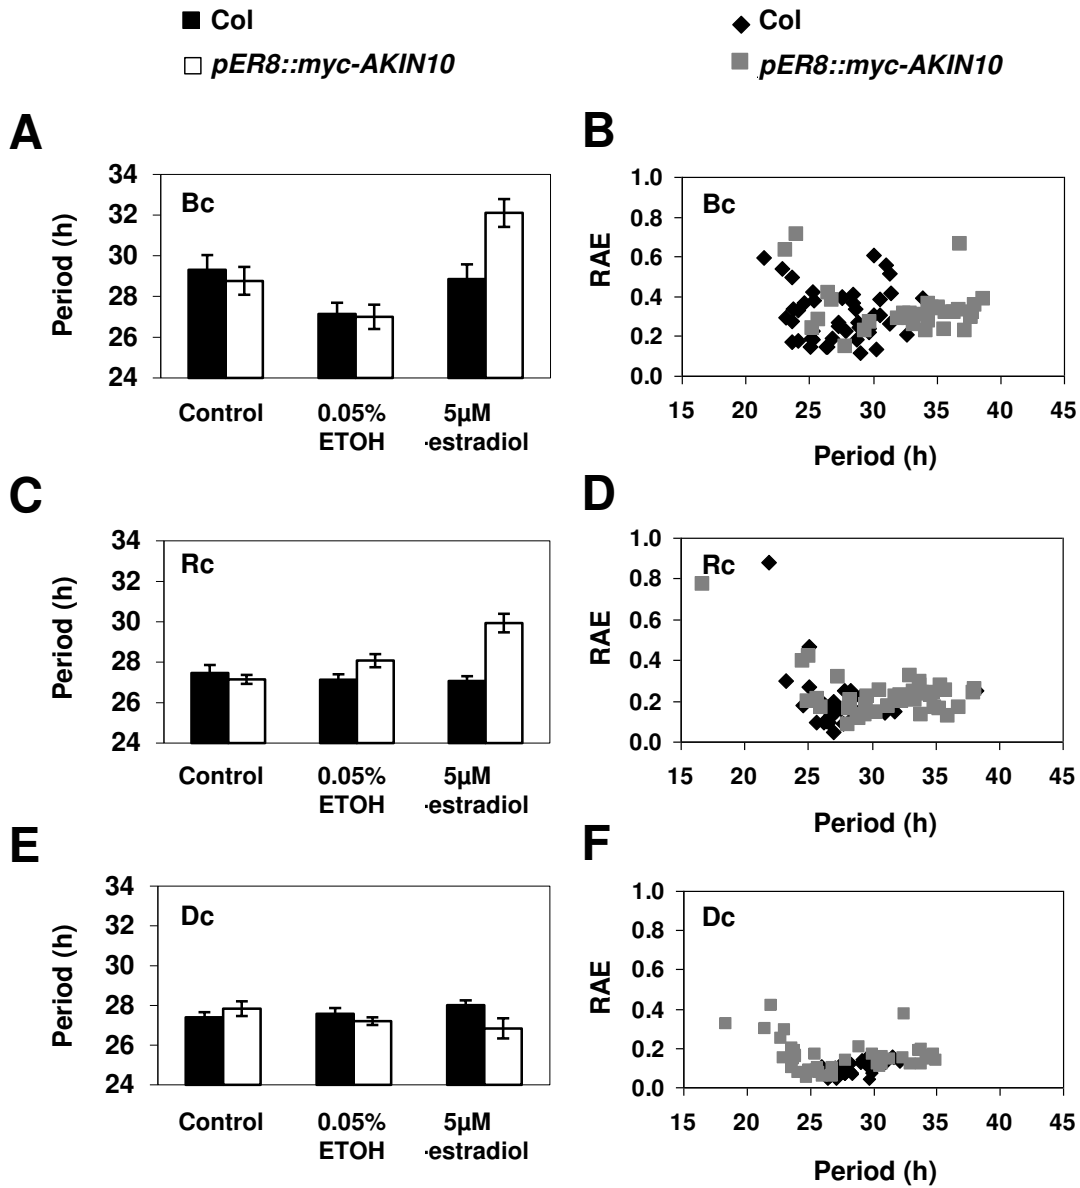 Col
pER8::myc-AKIN10
Col
pER8::myc-AKIN10
A
34
32
30
28
26
24
Period (h)
Bc
Control
0.05% ETOH
5µM -estradiol
B
1.0
0.8
0.6
0.4
0.2
0.0
RAE
Bc
15 20 25 30 35 40 45
Period (h)
C
34
32
30
28
26
24
Period (h)
Rc
Control
0.05% ETOH
5µM -estradiol
D
1.0
0.8
0.6
0.4
0.2
0.0
RAE
Rc
15 20 25 30 35 40 45
Period (h)
E
34
32
30
28
26
24
Period (h)
Dc
Control
0.05% ETOH
5µM -estradiol
F
1.0
0.8
0.6
0.4
0.2
0.0
RAE
Dc
15 20 25 30 35 40 45
Period (h)